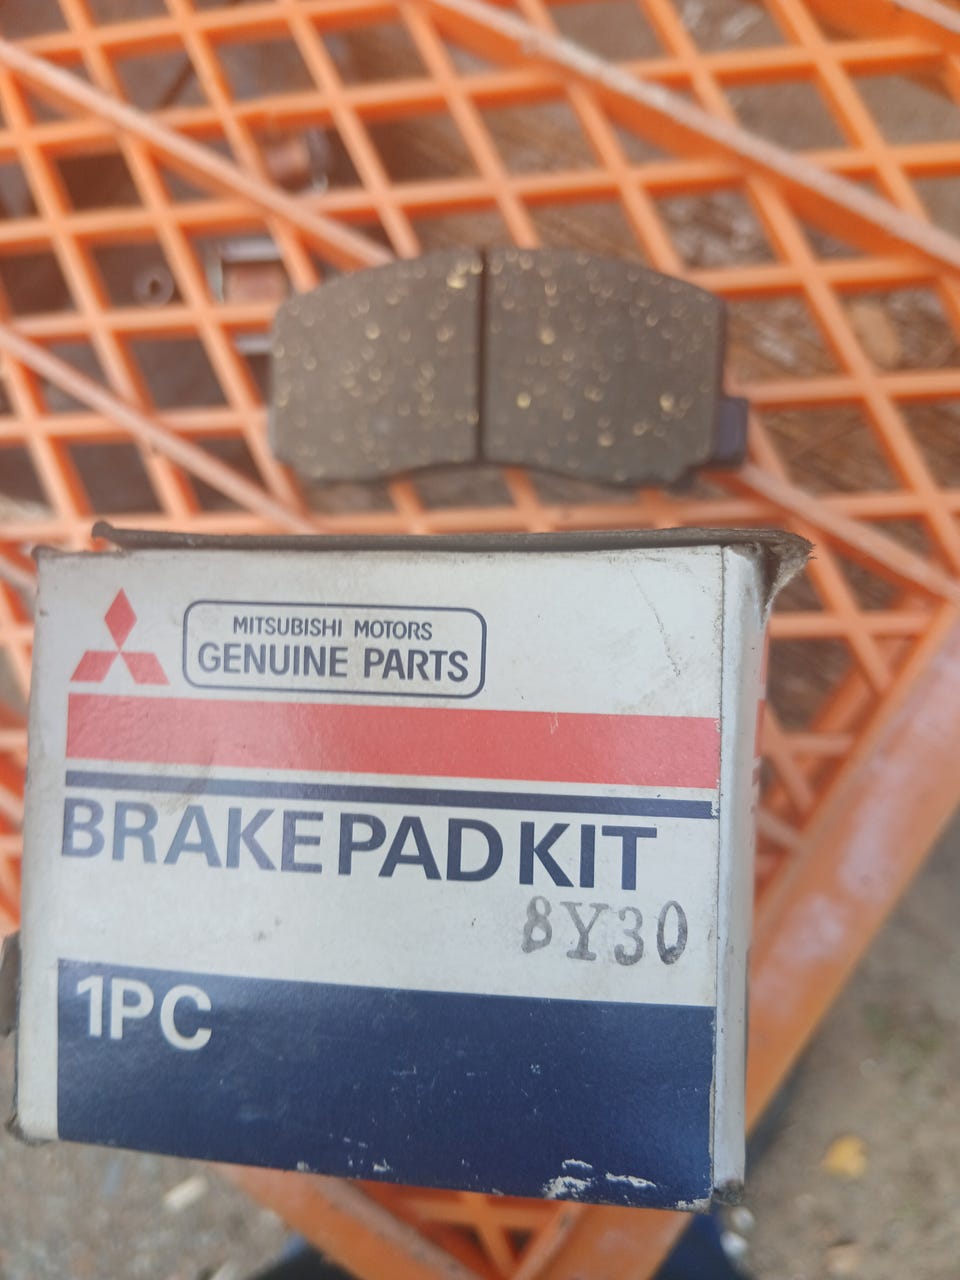 MITSUBISHI MOTORS
GENUINE PARTS
BRAKE PAD KIT
8Y30
1PC